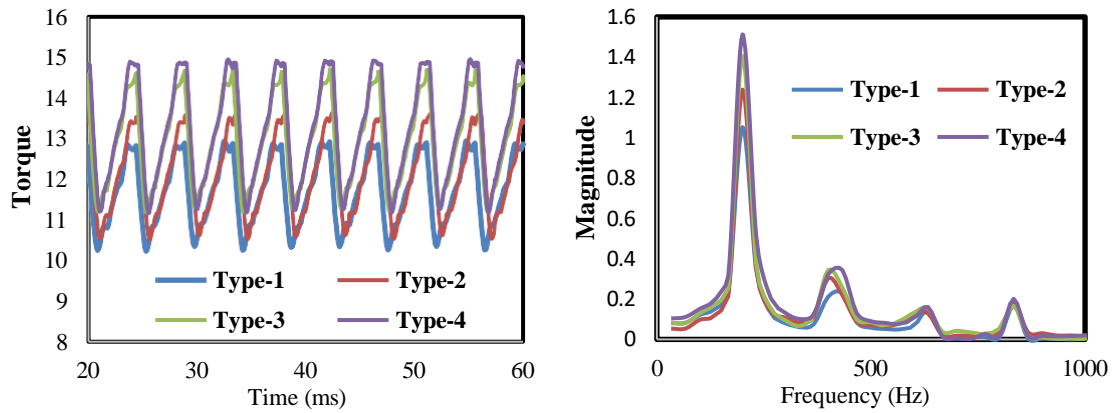 Torque
16
15
14
13
12
11
10
9
8
Type-1 Type-2
Type-3 Type-4
20 30 40 50 60
Time (ms)
Magnitude
1.6
1.4
1.2
1
0.8
0.6
0.4
0.2
0
Type-1 Type-2
Type-3 Type-4
0 500 1000
Frequency (Hz)